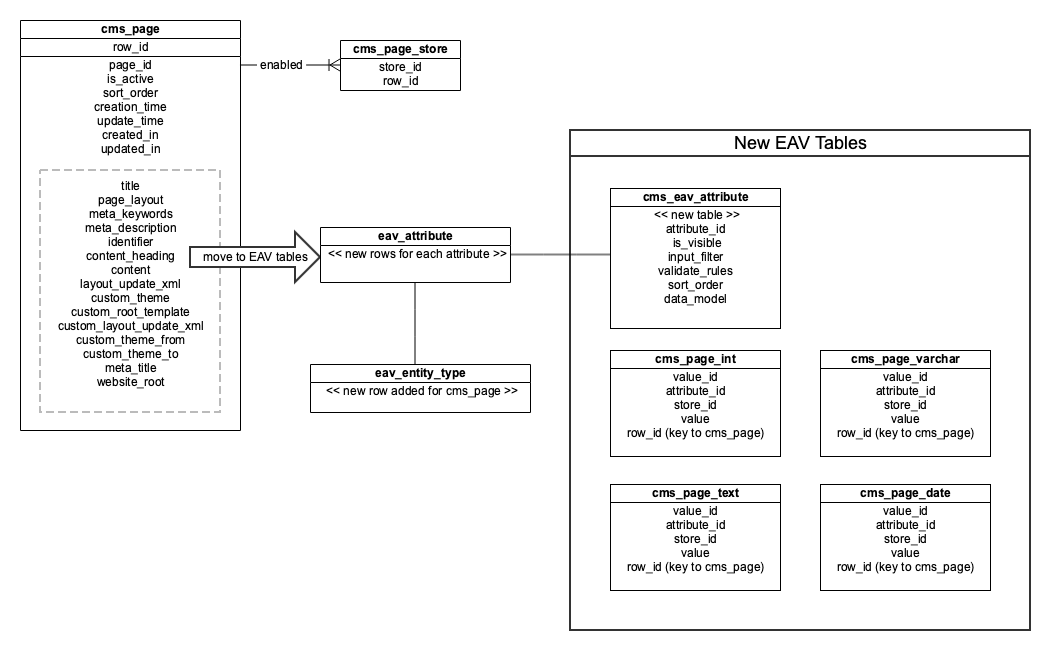 cms_page
row_id
page_id
is_active
sort_order
creation_time
update_time
created_in
updated_in
title
page_layout
meta_keywords
meta_description
identifier
content_heading
content
layout_update_xml
custom_theme
custom_root_template
custom_layout_update_xml
custom_theme_from
custom_theme_to
meta_title
website_root
enabled
cms_page_store
store_id
row_id
move to EAV tables
eav_attribute
<< new rows for each attribute >>
eav_entity_type
<< new row added for cms_page >>
New EAV Tables
cms_eav_attribute
<< new table >>
attribute_id
is_visible
input_filter
validate_rules
sort_order
data_model
cms_page_int
value_id
attribute_id
store_id
value
row_id (key to cms_page)
cms_page_varchar
value_id
attribute_id
store_id
value
row_id (key to cms_page)
cms_page_text
value_id
attribute_id
store_id
value
row_id (key to cms_page)
cms_page_date
value_id
attribute_id
store_id
value
row_id (key to cms_page)